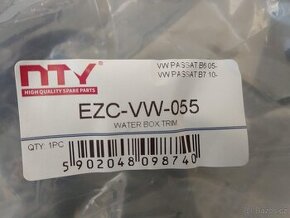 NTY
HIGH QUALITY SPARE PARTS
VW PASSAT B6 05-
VW PASSAT B7 10-
EZC-VW-055
WATER BOX TRIM
QTY: 1PC
5 902048 098740